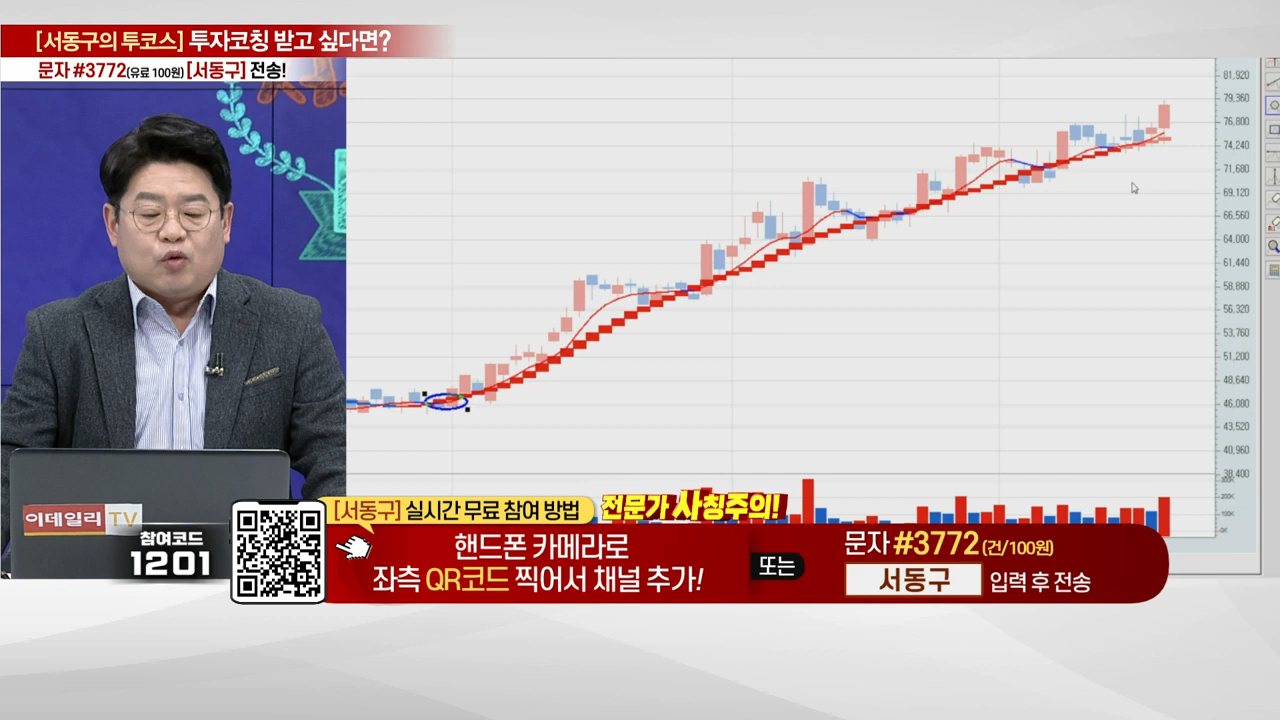 [서동구의 투코스] 투자코칭 받고 싶다면?
문자 #3772(유료 100원) [서동구] 전송!
81,920
79,360
76,800
74,240
71,680
69,120
66,560
64,000
61,440
58,880
56,320
53,760
51,200
48,640
46,080
43,520
40,960
38,400
300K
200K
100K
0K
이데일리 TV
참여코드
1201
[서동구] 실시간 무료 참여 방법
전문가 사칭주의!
핸드폰 카메라로
좌측 QR코드 찍어서 채널 추가!
또는
문자 #3772 (건/100원)
서동구 입력 후 전송